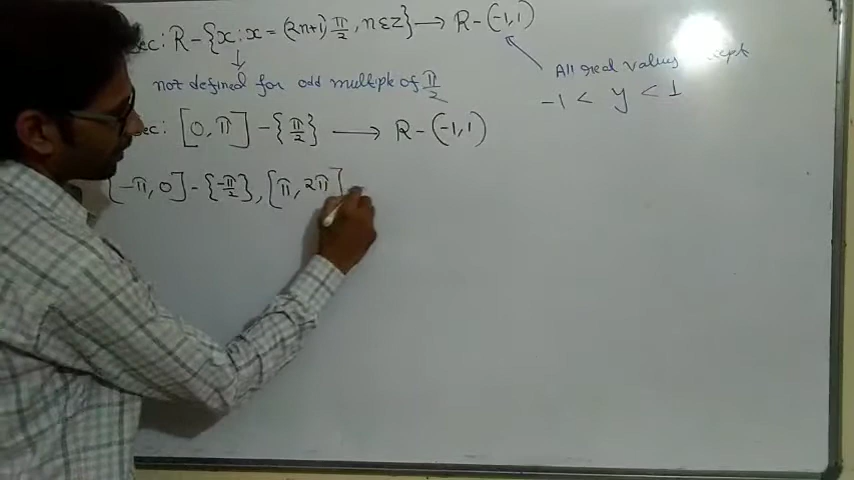 sec: R-{x:x = (2n+1) π/2, n∈Z} → R-(-1,1)
not defined for odd multiple of π/2
All real values except
-1 < y < 1
sec: [0, π] - {π/2} → R-(-1,1)
[-π, 0] - {-π/2}, [π, 2π]